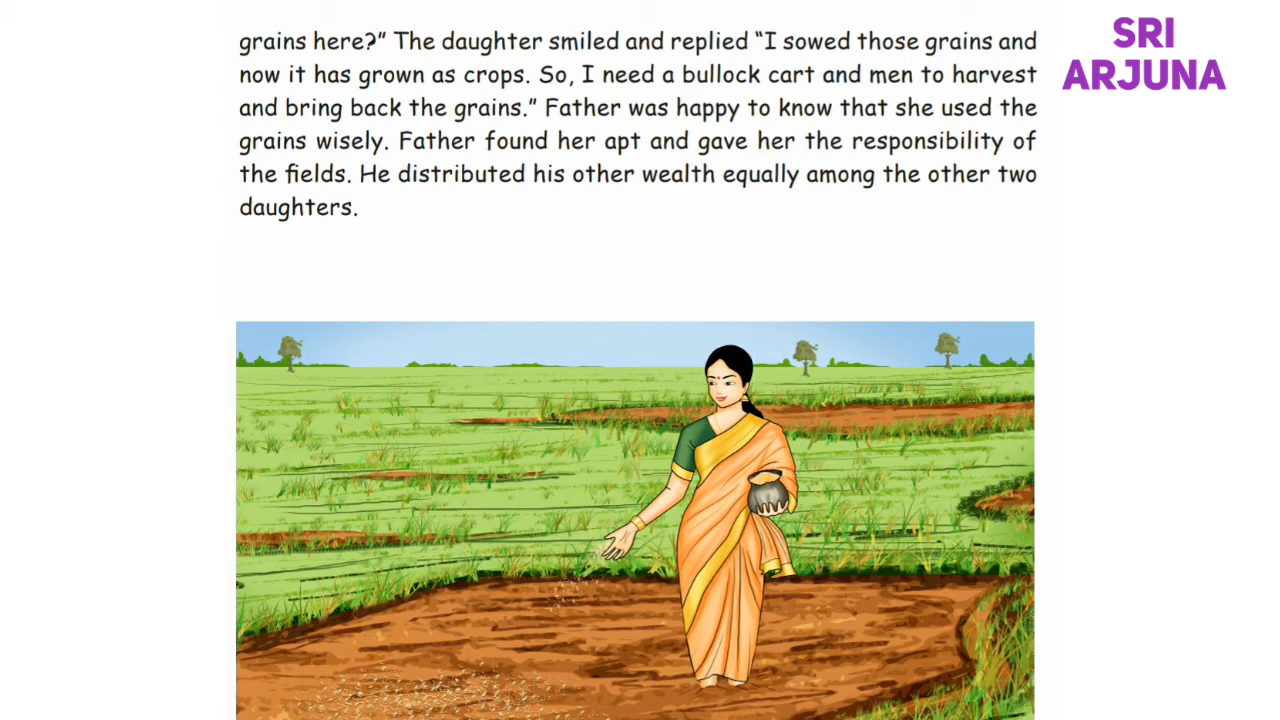 grains here?” The daughter smiled and replied “I sowed those grains and
now it has grown as crops. So, I need a bullock cart and men to harvest
and bring back the grains.” Father was happy to know that she used the
grains wisely. Father found her apt and gave her the responsibility of
the fields. He distributed his other wealth equally among the other two
daughters.
SRI
ARJUNA